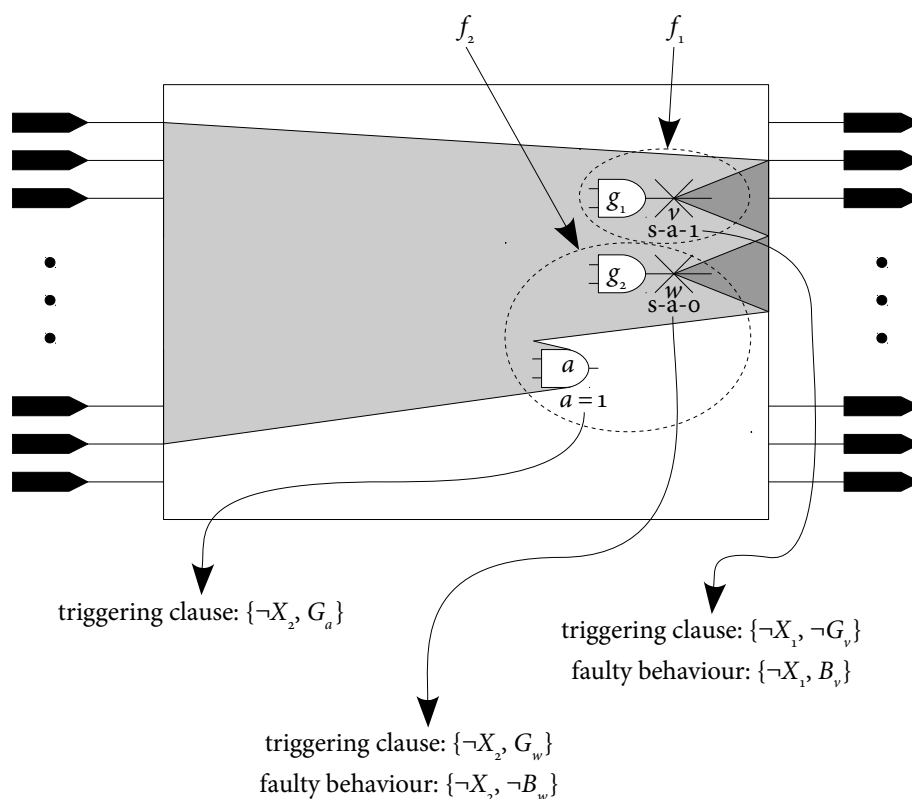 f₂
f₁
g₁
v
s-a-1
g₂
w
s-a-0
a
a = 1
triggering clause: {¬X₂, Gₐ}
triggering clause: {¬X₁, ¬Gᵥ}
faulty behaviour: {¬X₁, Bᵥ}
triggering clause: {¬X₂, G_w}
faulty behaviour: {¬X₂, ¬B_w}